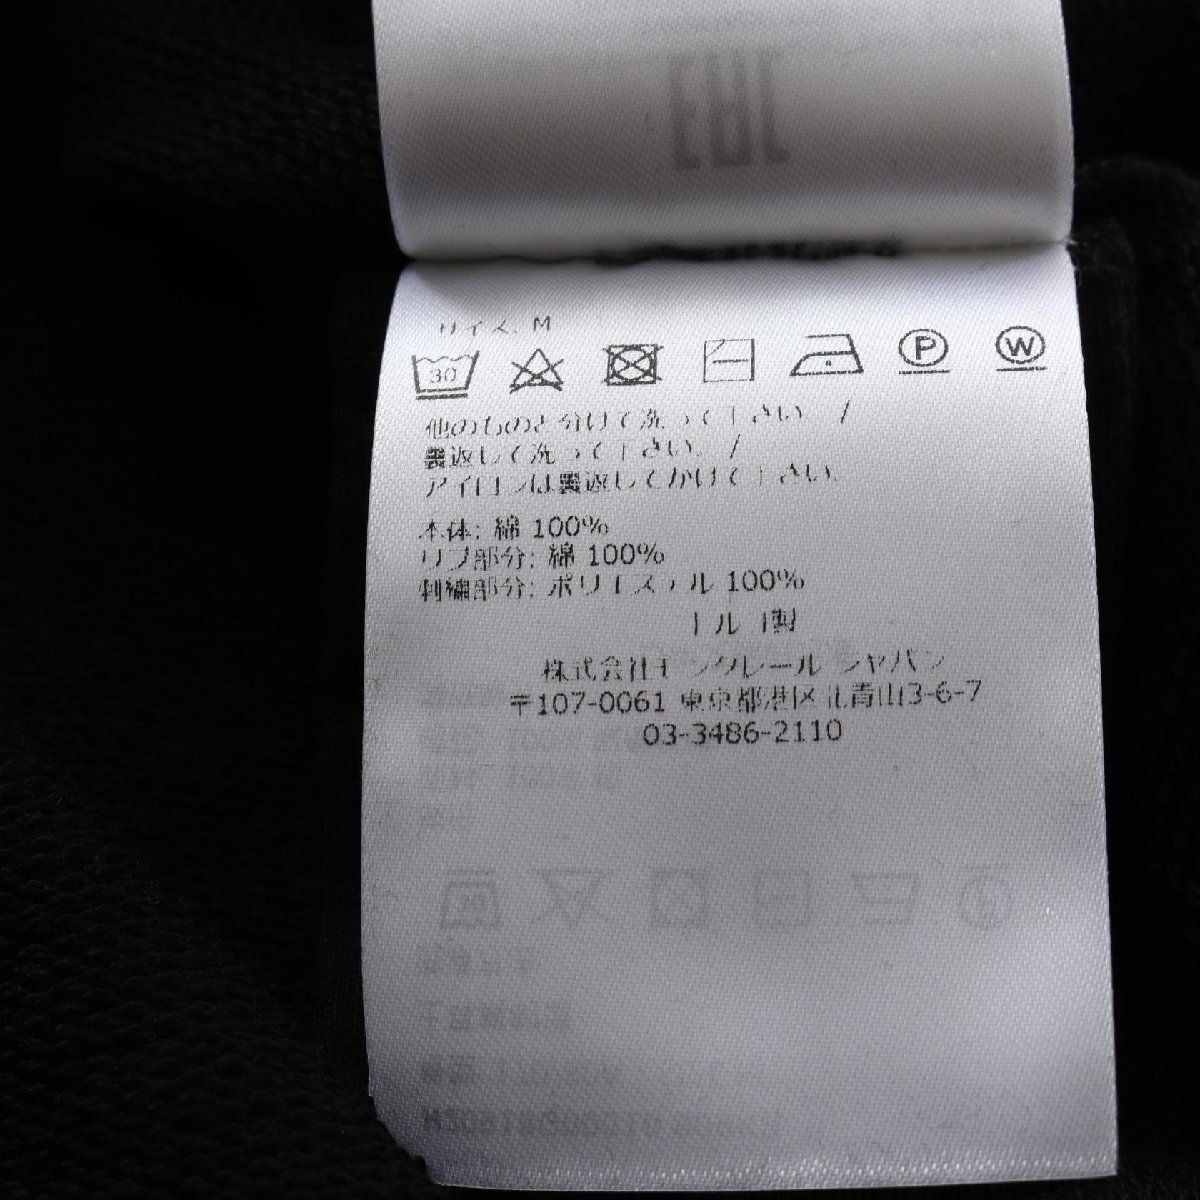 EAC
サイズ. M
30
P
W
他のものと分けて洗って下さい. /
裏返して洗って下さい. /
アイロンは裏返してかけて下さい.
本体: 綿 100%
リブ部分: 綿 100%
刺繍部分: ポリエステル 100%
トルコ製
株式会社モンクレール ジャパン
〒107-0061 東京都港区北青山3-6-7
03-3486-2110